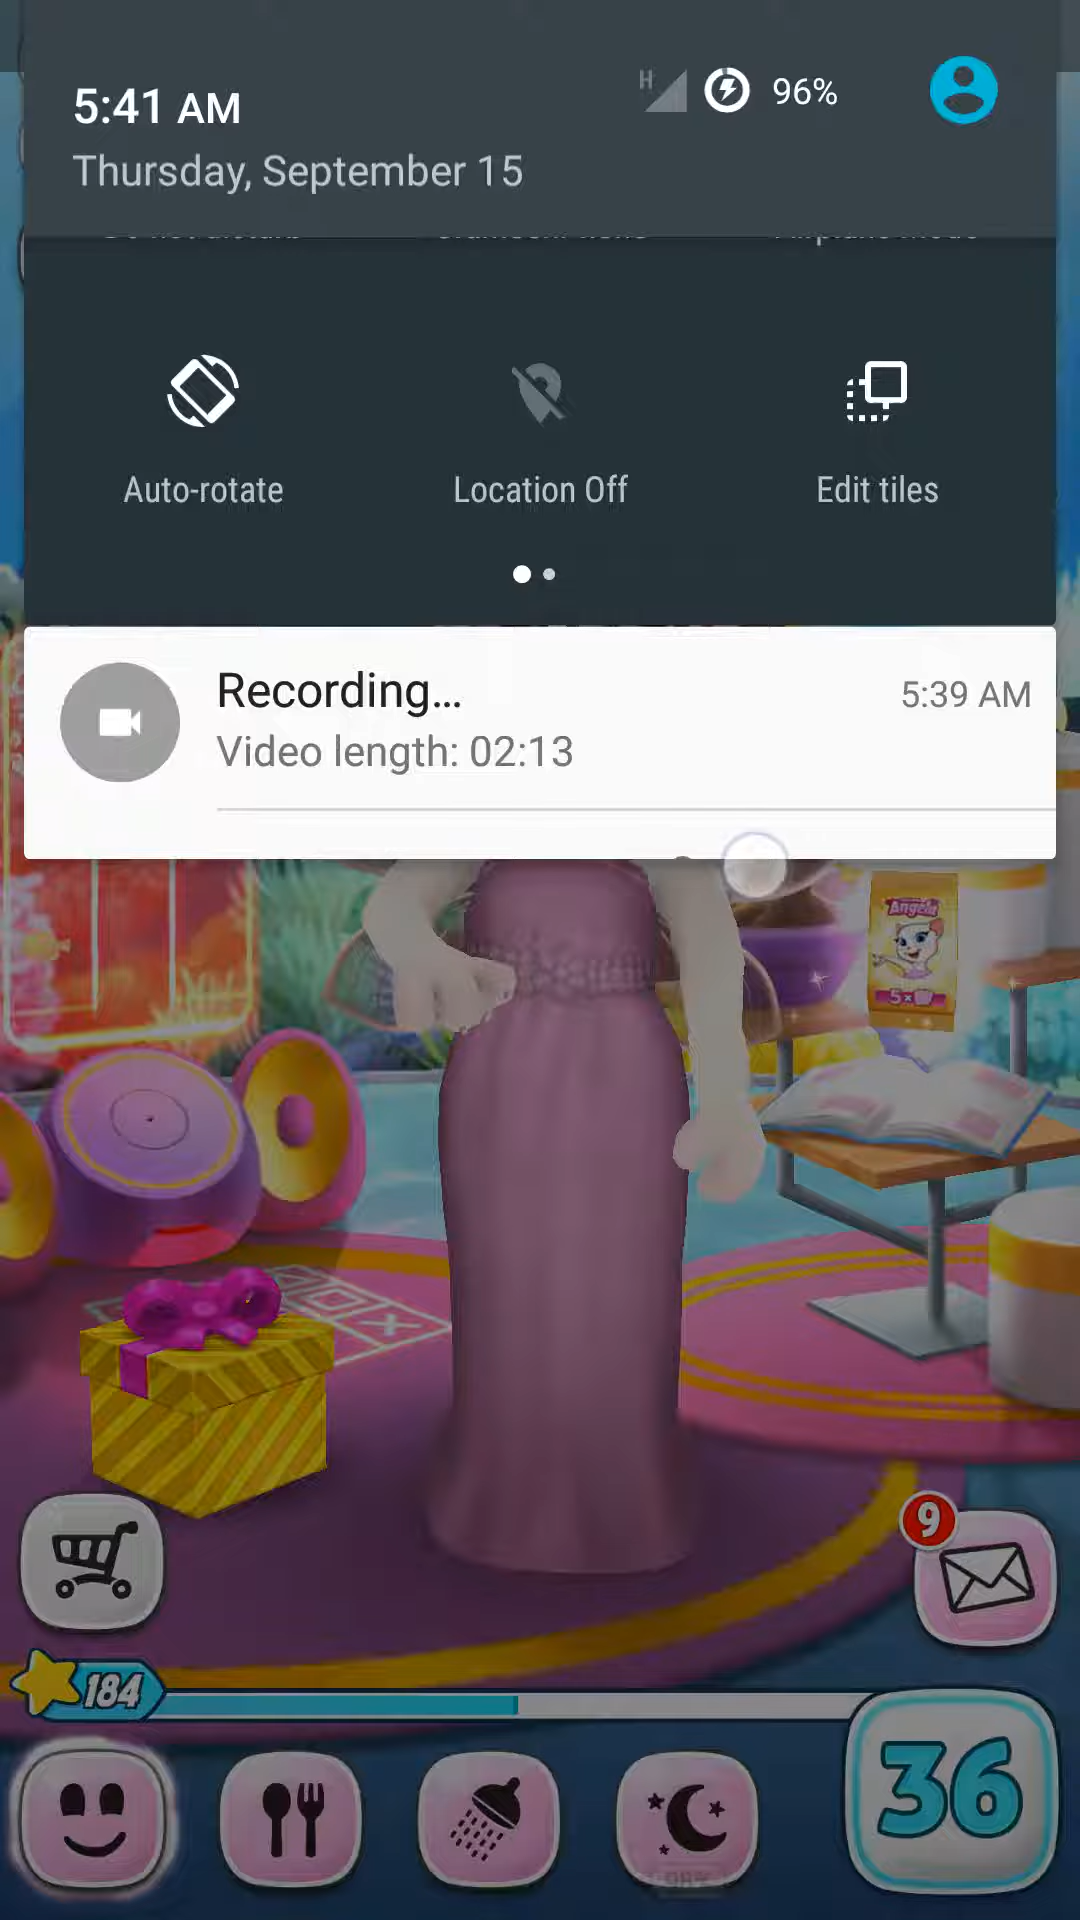 5:41 AM
H
96%
Thursday, September 15
Auto-rotate
Location Off
Edit tiles
Recording...
5:39 AM
Video length: 02:13
Angela
5×
9
184
36